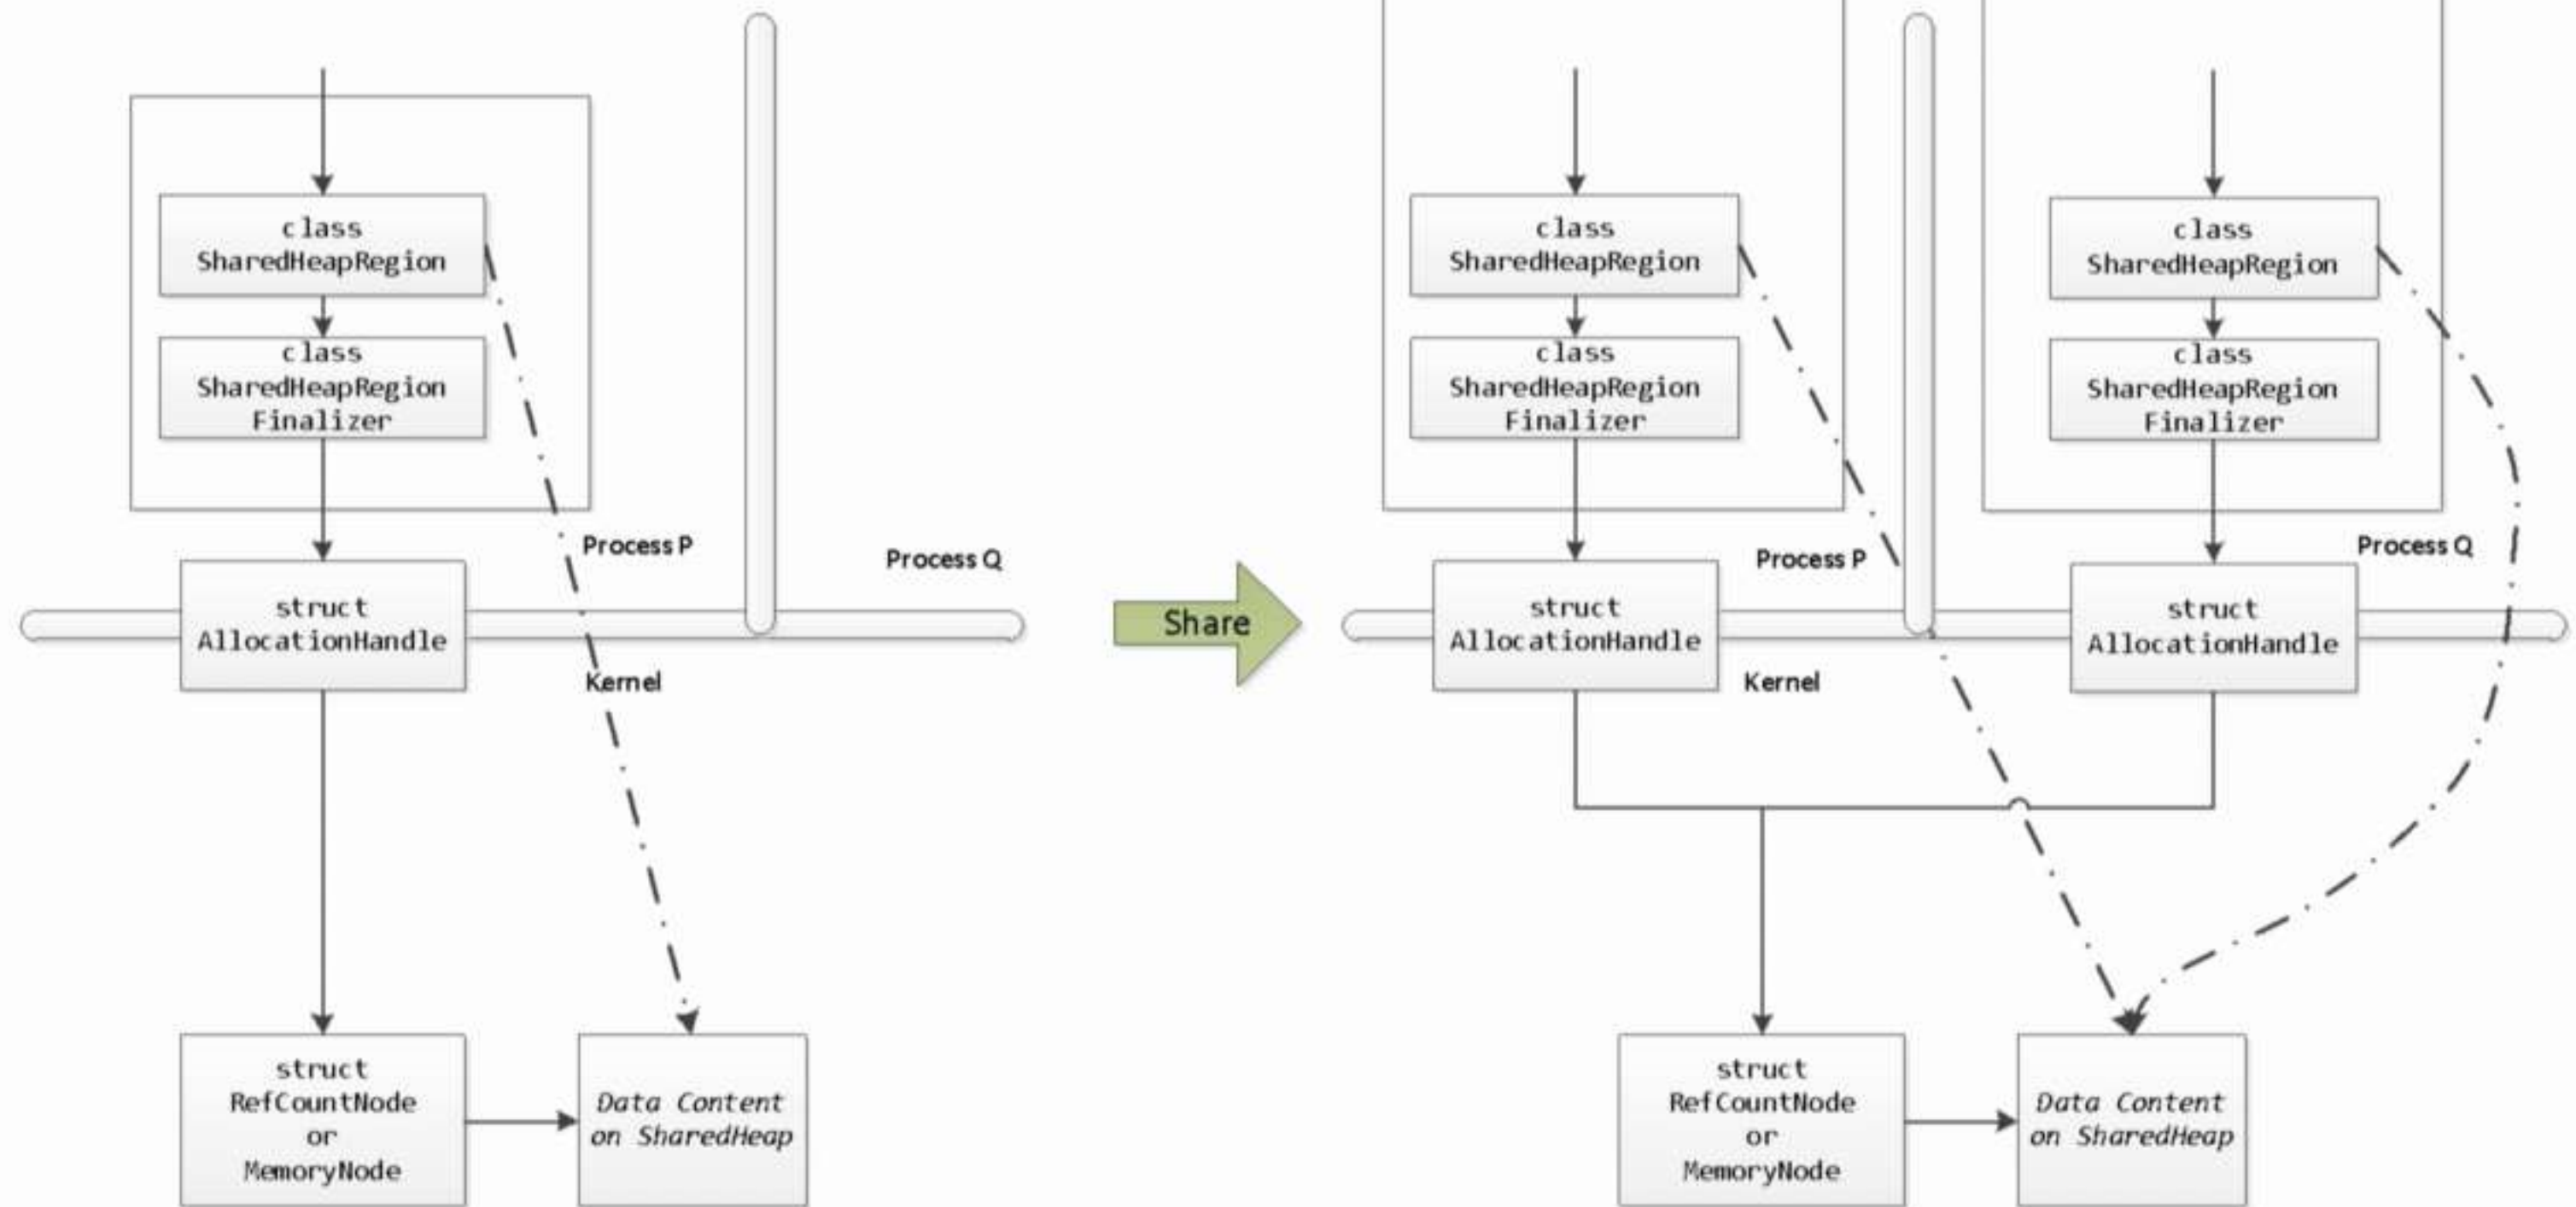 class
SharedHeapRegion
class
SharedHeapRegion
Finalizer
Process P
Process Q
struct
AllocationHandle
Kernel
struct
RefCountNode
or
MemoryNode
Data Content
on SharedHeap
Share
class
SharedHeapRegion
class
SharedHeapRegion
Finalizer
Process P
struct
AllocationHandle
Kernel
class
SharedHeapRegion
class
SharedHeapRegion
Finalizer
Process Q
struct
AllocationHandle
struct
RefCountNode
or
MemoryNode
Data Content
on SharedHeap